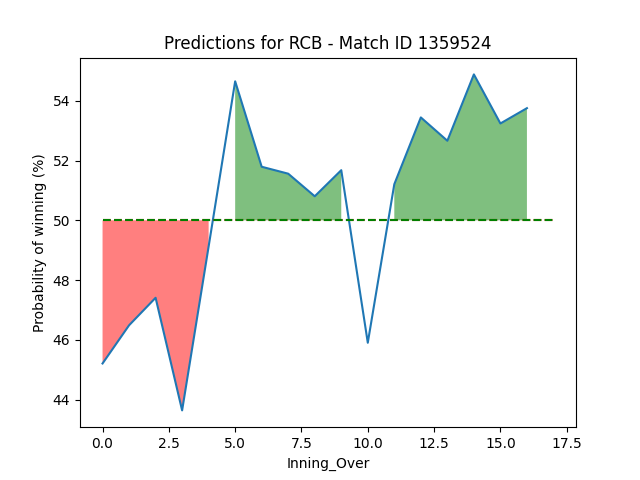 Predictions for RCB - Match ID 1359524
Probability of winning (%)
54
52
50
48
46
44
0.0 2.5 5.0 7.5 10.0 12.5 15.0 17.5
Inning_Over